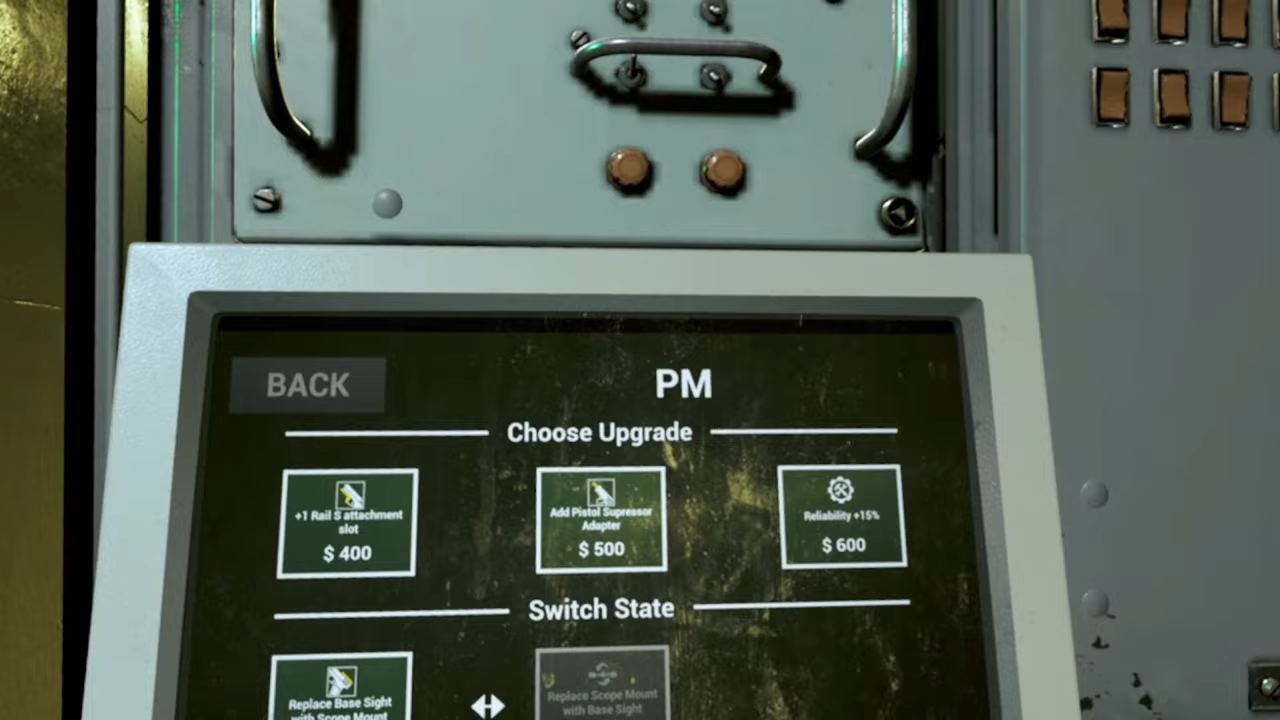 BACK
PM
Choose Upgrade
+1 Rail S attachment
slot
$ 400
Add Pistol Supressor
Adapter
$ 500
Reliability +15%
$ 600
Switch State
Replace Base Sight
with Scope Mount
Replace Scope Mount
with Base Sight